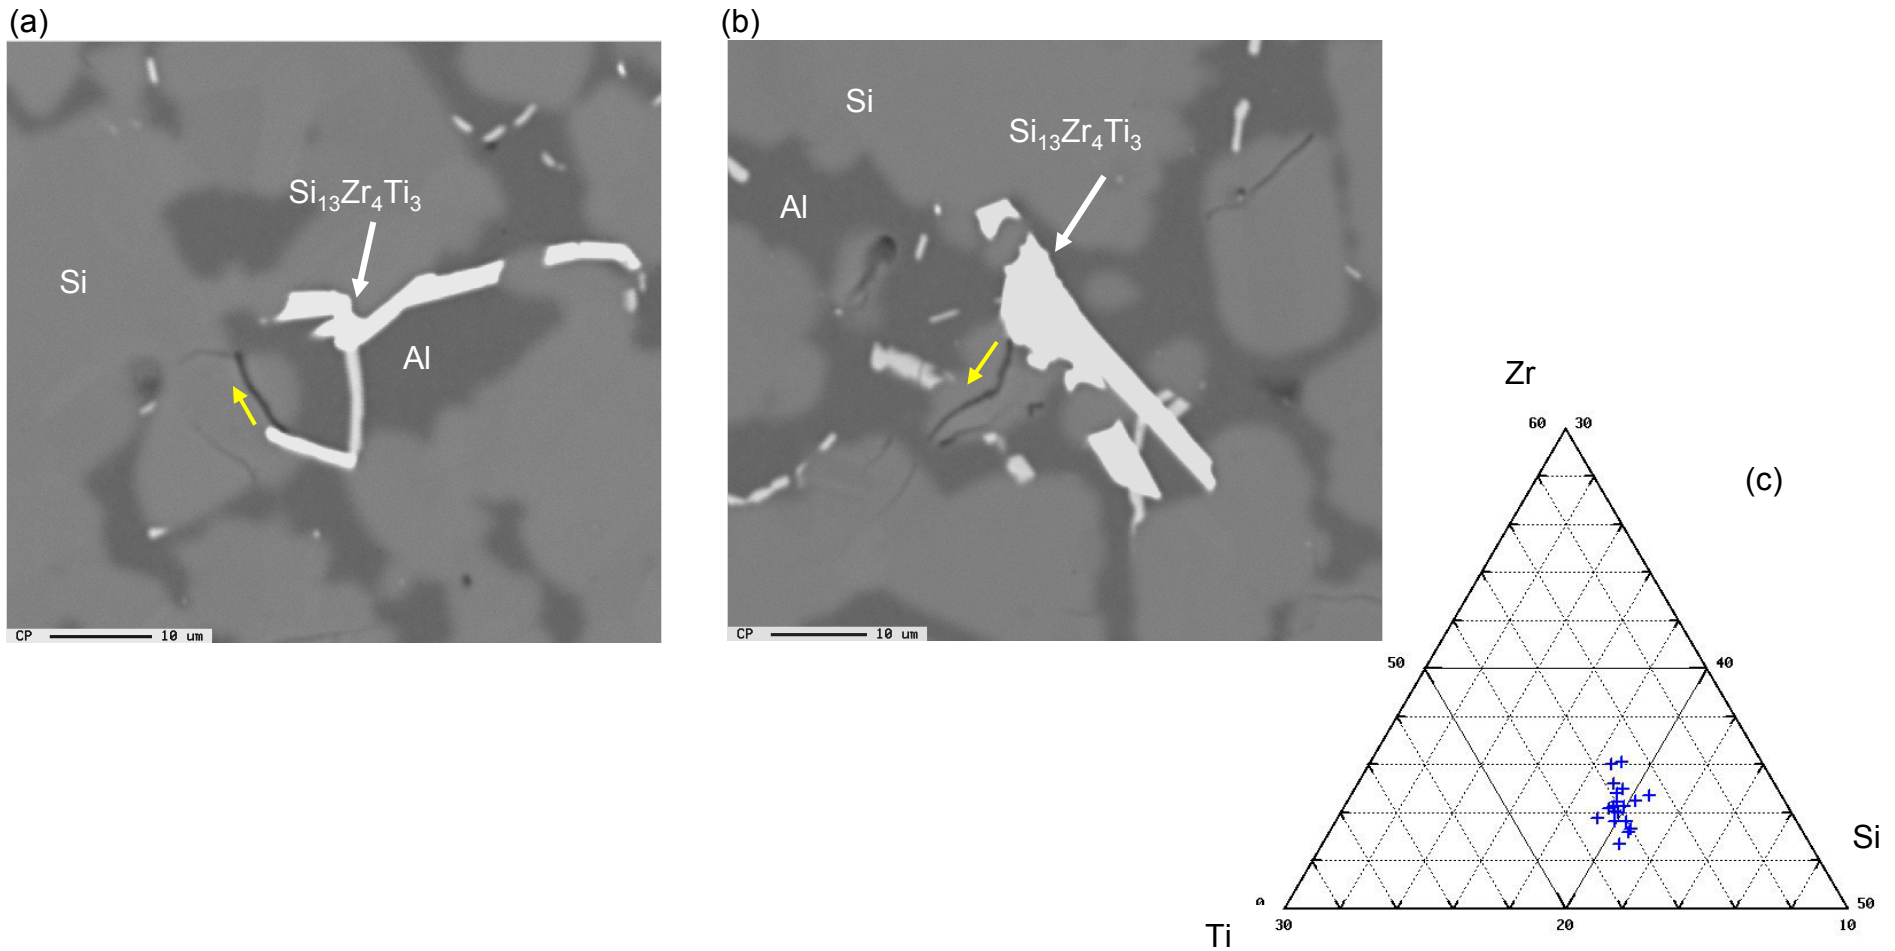 (a)
(b)
Si
Si₁₃Zr₄Ti₃
Al
CP 10 um
Si
Si₁₃Zr₄Ti₃
Al
CP 10 um
(c)
Zr
60 30
50 40
0 50
30 20 10
Ti
Si